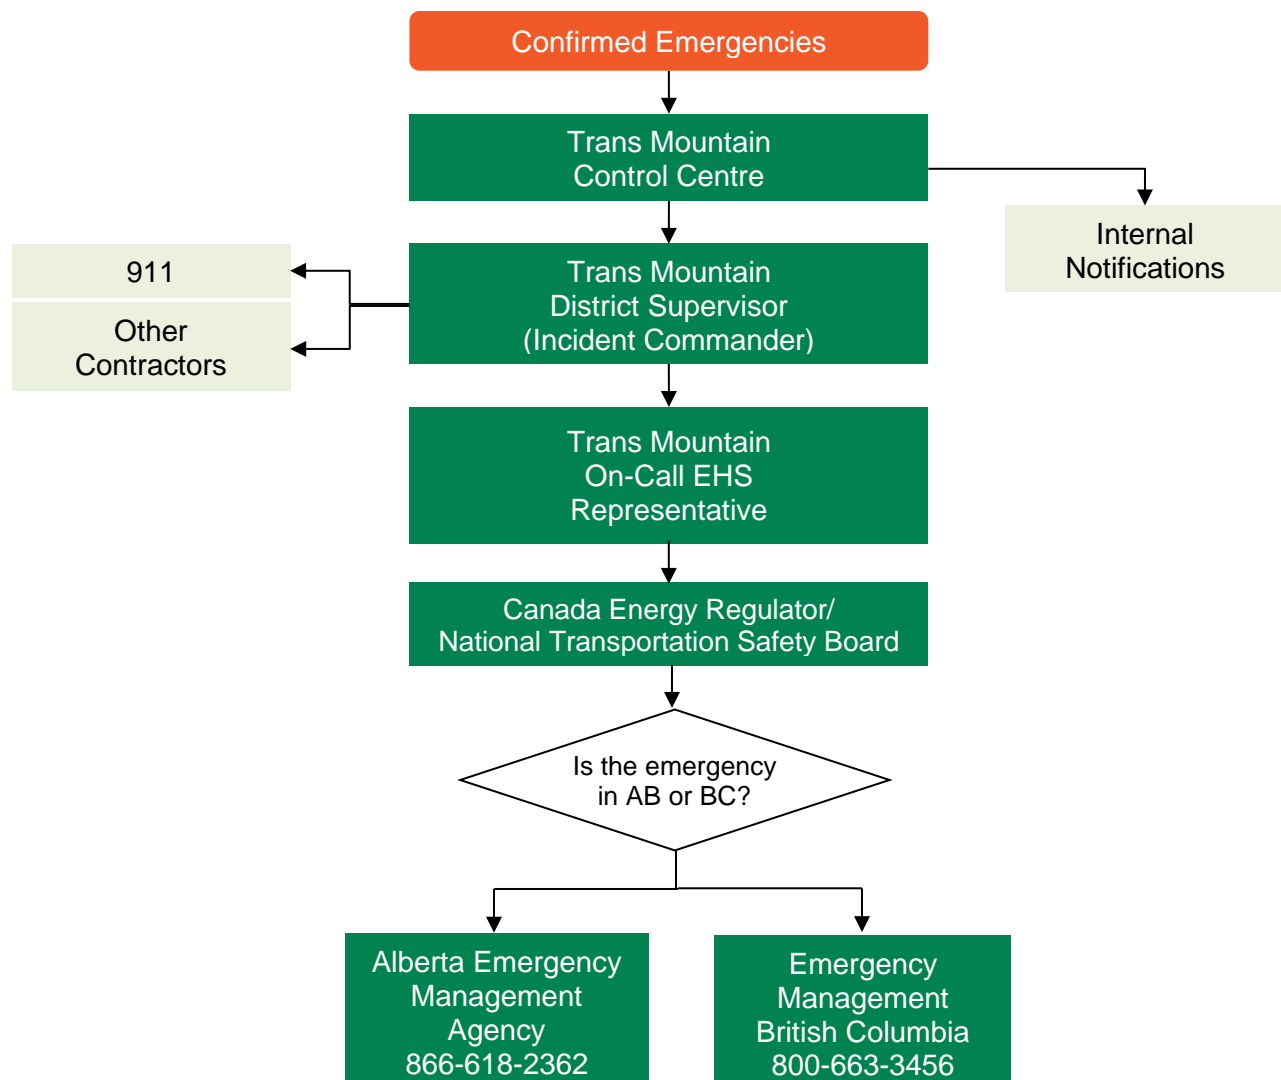 Confirmed Emergencies
Trans Mountain
Control Centre
Internal
Notifications
911
Other
Contractors
Trans Mountain
District Supervisor
(Incident Commander)
Trans Mountain
On-Call EHS
Representative
Canada Energy Regulator/
National Transportation Safety Board
Is the emergency
in AB or BC?
Alberta Emergency
Management
Agency
866-618-2362
Emergency
Management
British Columbia
800-663-3456